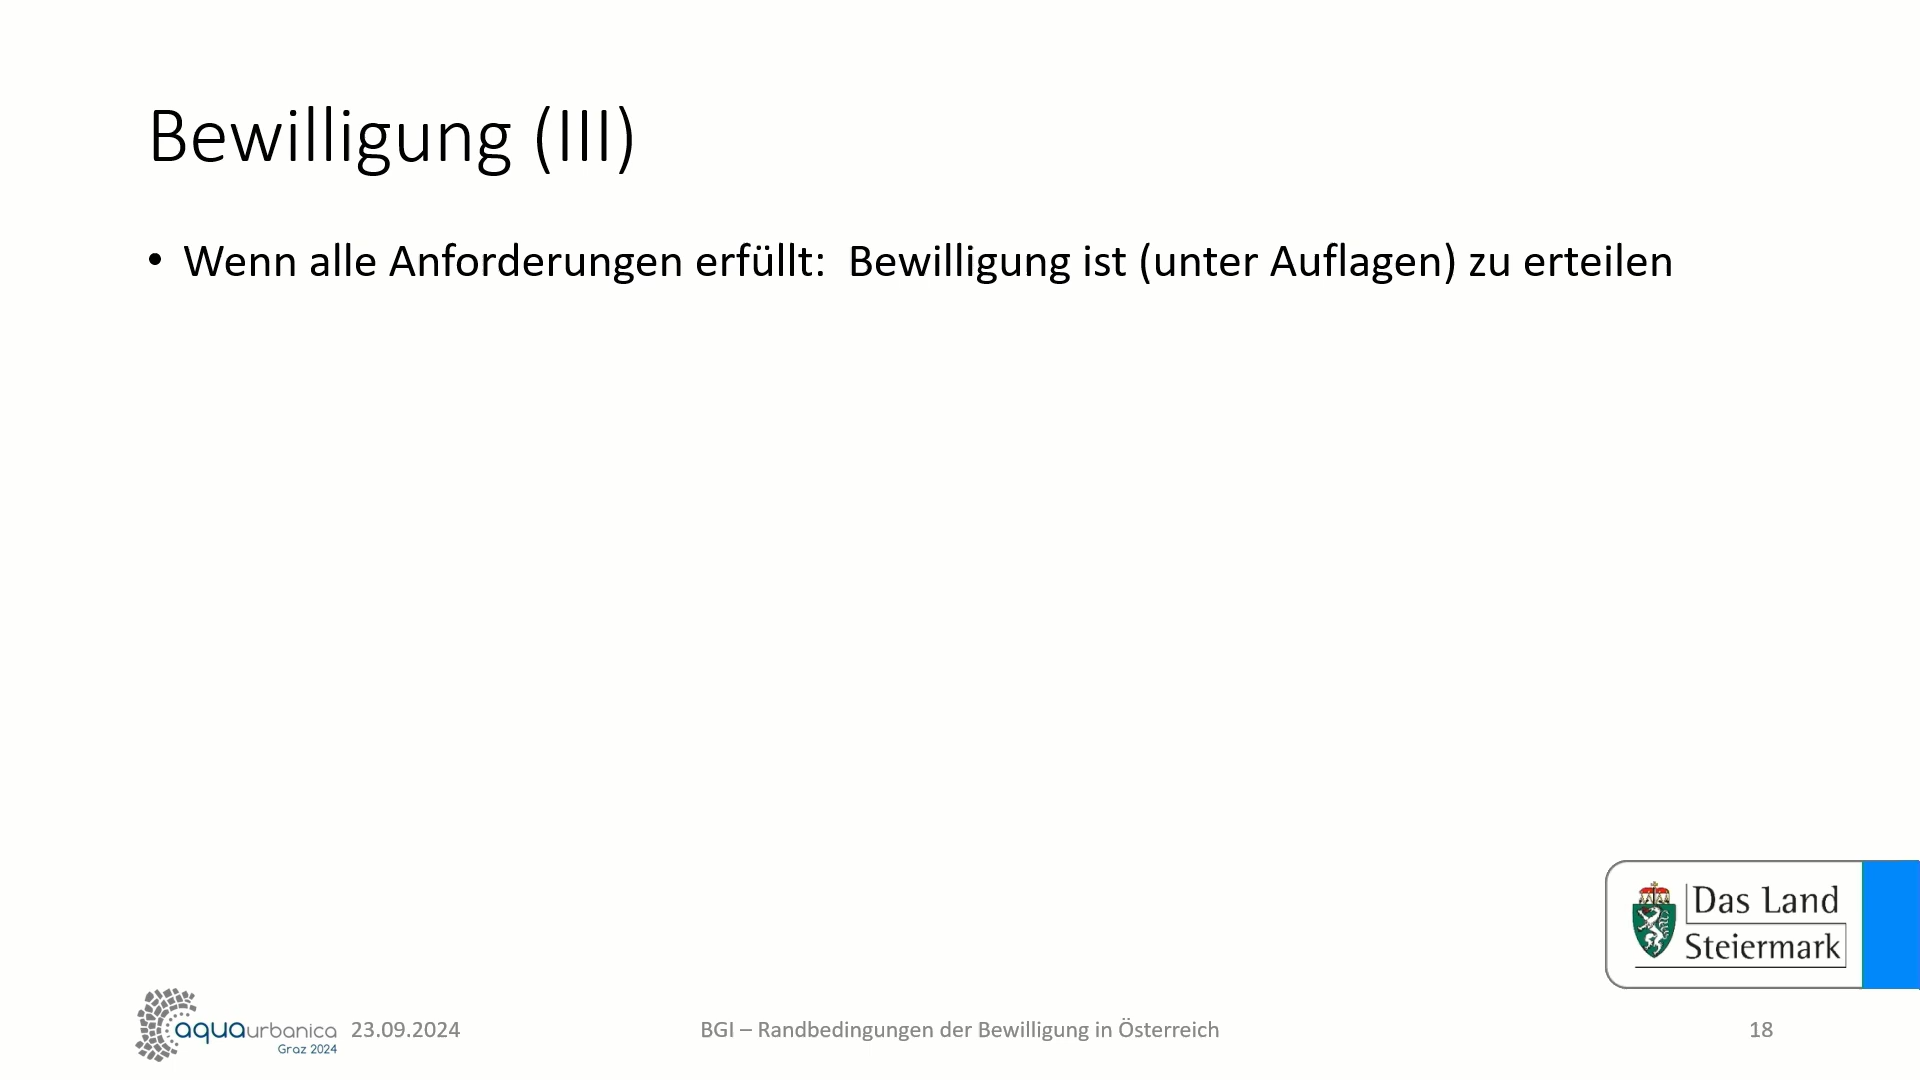 Bewilligung (III)
• Wenn alle Anforderungen erfüllt:  Bewilligung ist (unter Auflagen) zu erteilen
Das Land
Steiermark
aquaurbanica
Graz 2024
23.09.2024
BGI – Randbedingungen der Bewilligung in Österreich
18